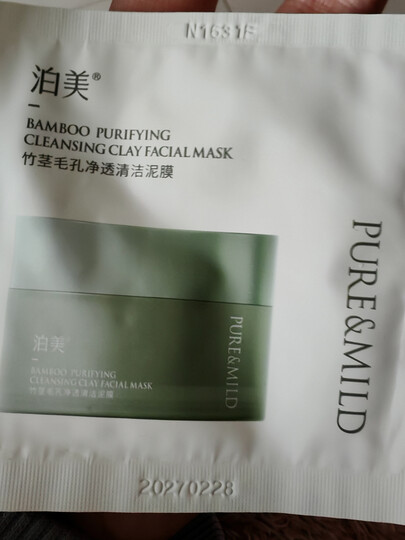 泊美®
BAMBOO PURIFYING
CLEANSING CLAY FACIAL MASK
竹茎毛孔净透清洁泥膜
PURE&MILD
泊美
BAMBOO PURIFYING
CLEANSING CLAY FACIAL MASK
竹茎毛孔净透清洁泥膜
PURE&MILD
20270228